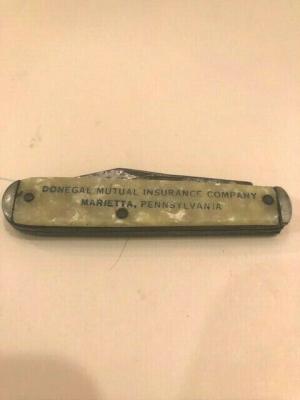 DONEGAL MUTUAL INSURANCE COMPANY
MARIETTA, PENNSYLVANIA